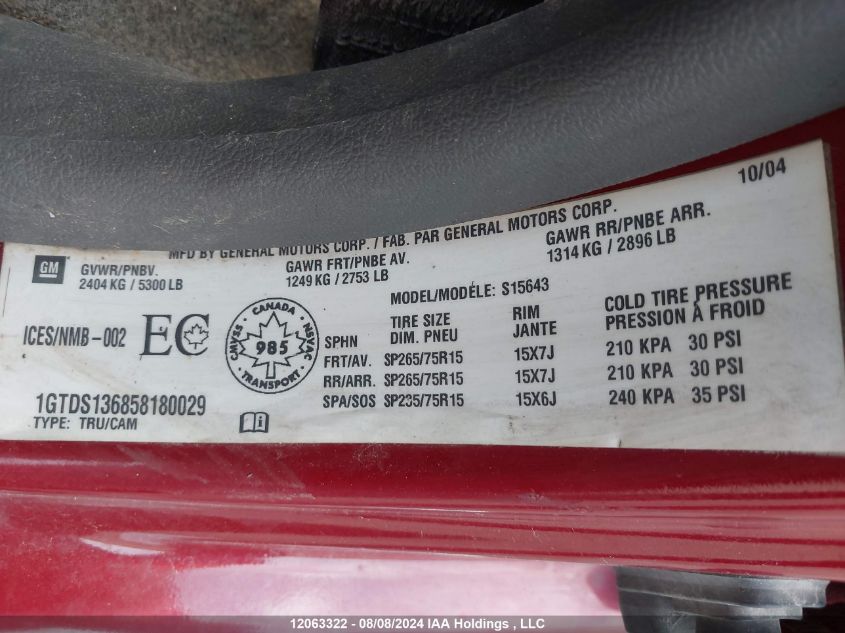 10/04
MFD BY GENERAL MOTORS CORP. / FAB. PAR GENERAL MOTORS CORP.
GM
GVWR/PNBV.
2404 KG / 5300 LB
GAWR FRT/PNBE AV.
1249 KG / 2753 LB
GAWR RR/PNBE ARR.
1314 KG / 2896 LB
MODEL/MODÉLE: S15643
ICES/NMB-002
EC
CANADA
CMVSS
985
NSVAC
TRANSPORT
SPHN
TIRE SIZE
DIM. PNEU
RIM
JANTE
COLD TIRE PRESSURE
PRESSION À FROID
FRT/AV. SP265/75R15 15X7J 210 KPA 30 PSI
RR/ARR. SP265/75R15 15X7J 210 KPA 30 PSI
SPA/SOS SP235/75R15 15X6J 240 KPA 35 PSI
1GTDS136858180029
TYPE: TRU/CAM
12063322 - 08/08/2024 IAA Holdings , LLC